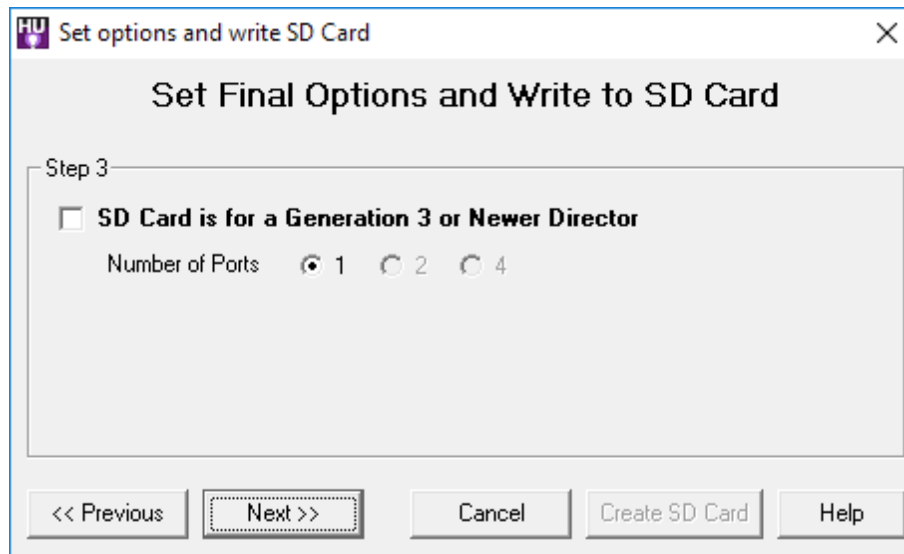 HU Set options and write SD Card
Set Final Options and Write to SD Card
Step 3
SD Card is for a Generation 3 or Newer Director
Number of Ports 1 2 4
<< Previous Next >> Cancel Create SD Card Help